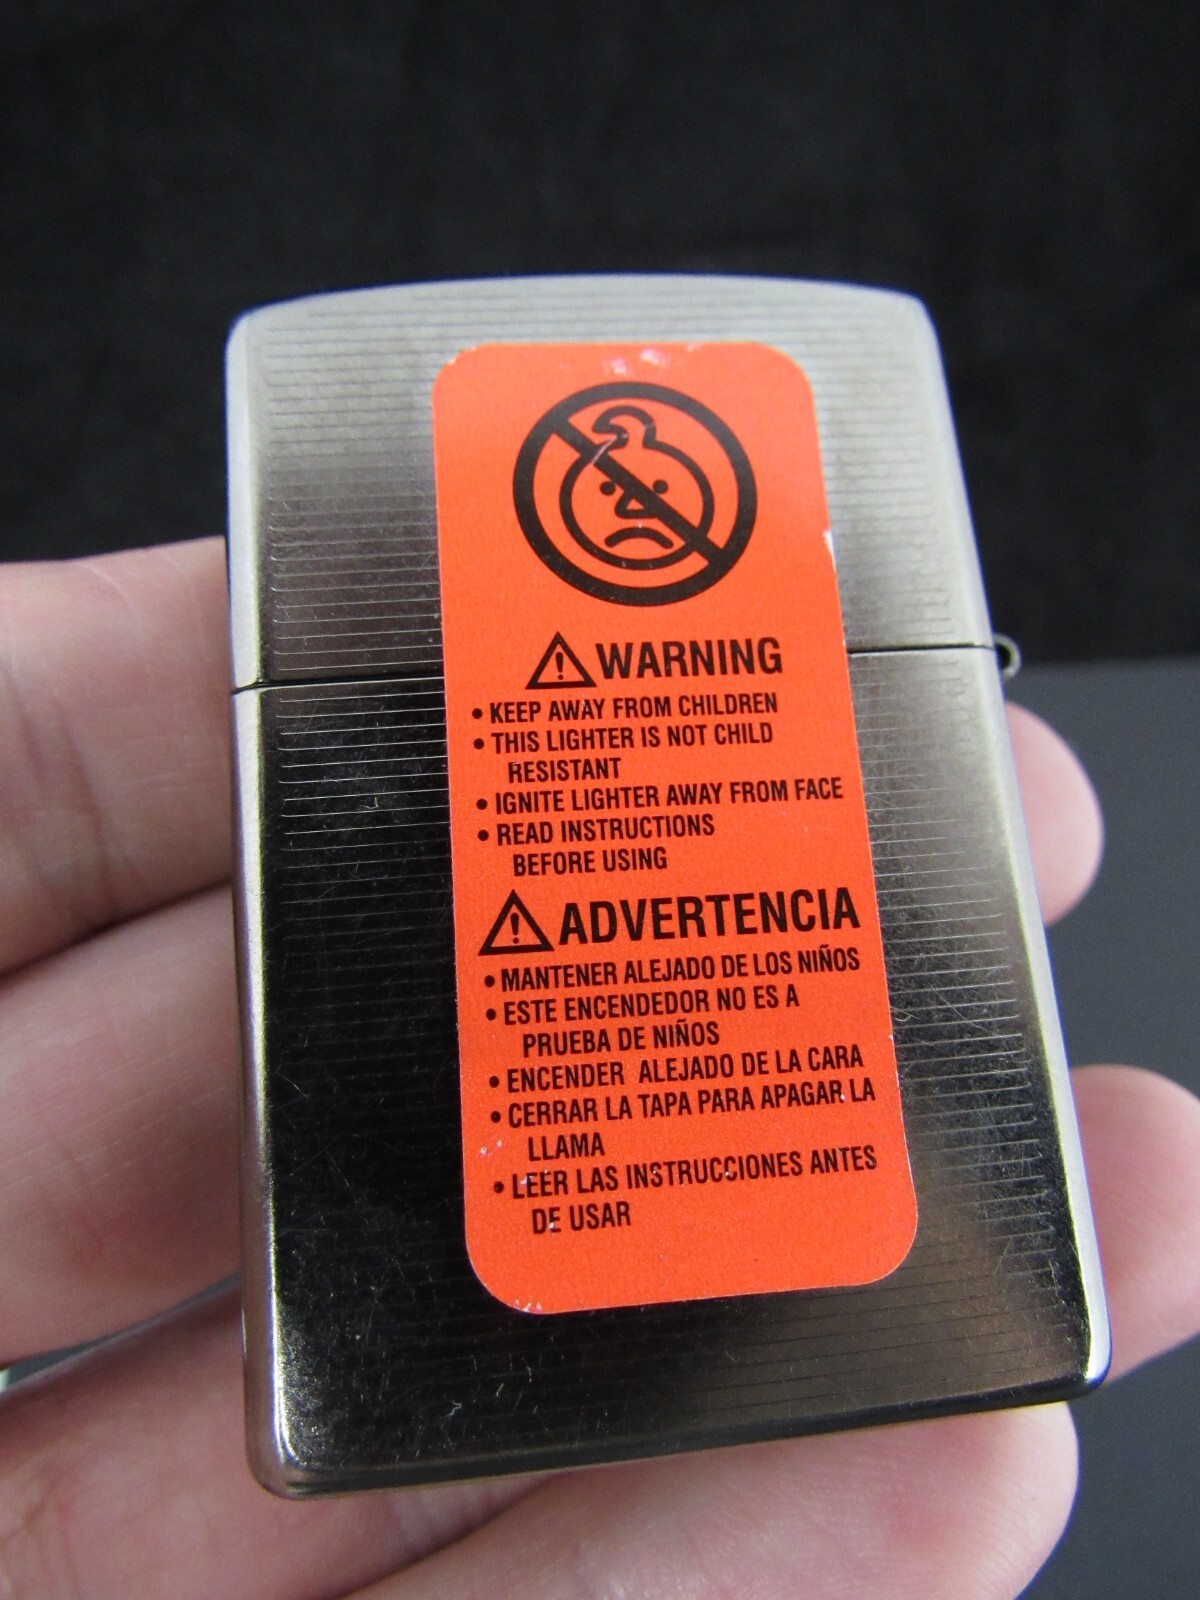 WARNING
• KEEP AWAY FROM CHILDREN
• THIS LIGHTER IS NOT CHILD
RESISTANT
• IGNITE LIGHTER AWAY FROM FACE
• READ INSTRUCTIONS
BEFORE USING
ADVERTENCIA
• MANTENER ALEJADO DE LOS NIÑOS
• ESTE ENCENDEDOR NO ES A
PRUEBA DE NIÑOS
• ENCENDER ALEJADO DE LA CARA
• CERRAR LA TAPA PARA APAGAR LA
LLAMA
• LEER LAS INSTRUCCIONES ANTES
DE USAR